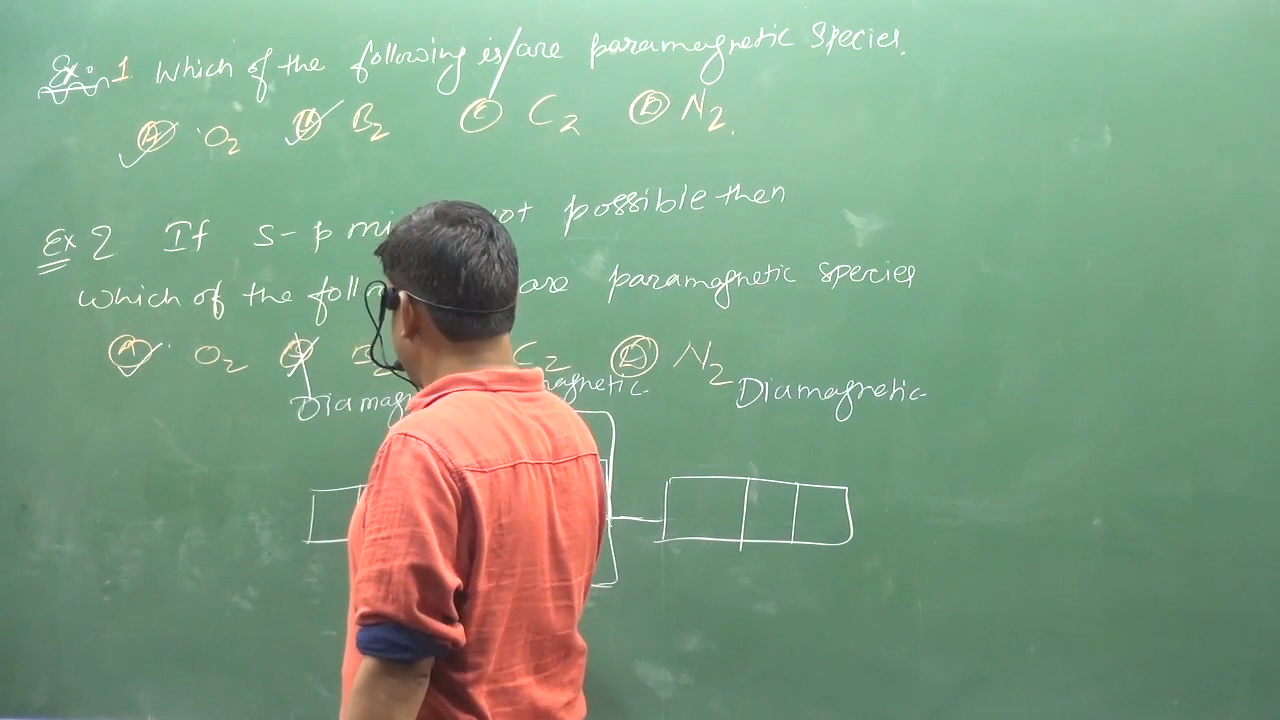 Ex. 1 Which of the following is/are paramagnetic species.
(A) O2 (B) B2 (C) C2 (D) N2.
Ex 2 If s-p mi not possible then
which of the foll are paramagnetic species
(A) O2 C2 (D) N2
Diamag magnetic Diamagnetic